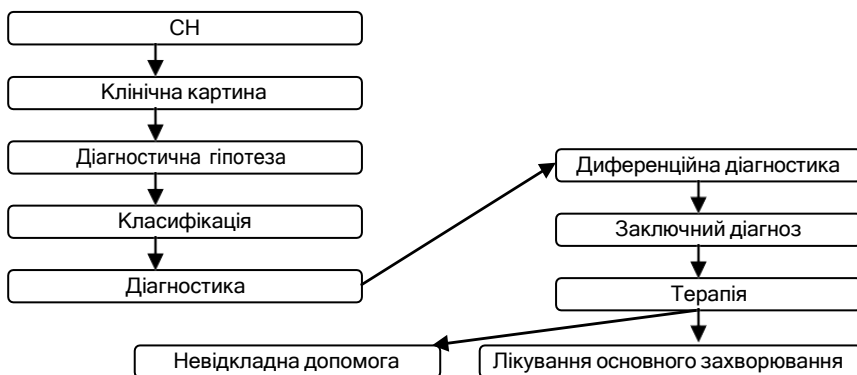 СН
Клінічна картина
Діагностична гіпотеза
Класифікація
Діагностика
Диференційна діагностика
Заключний діагноз
Терапія
Невідкладна допомога
Лікування основного захворювання